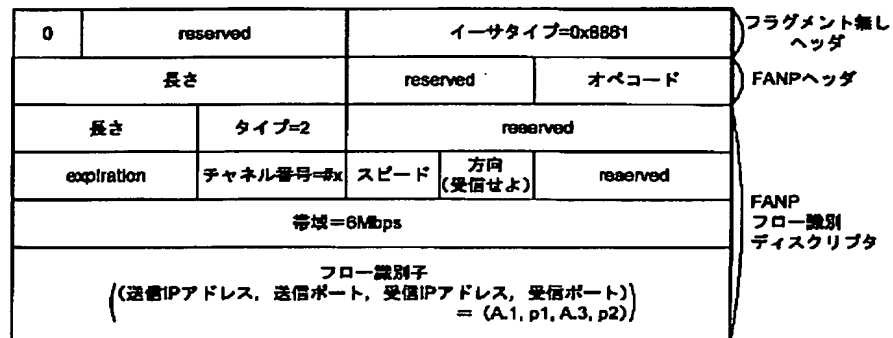 0 reserved イーサタイプ=0x8861 フラグメント無し
ヘッダ
長さ reserved オペコード FANPヘッダ
長さ タイプ=2 reserved
expiration チャネル番号=#x スピード 方向
(受信せよ) reserved
帯域=6Mbps
FANP
フロー識別
ディスクリプタ
フロー識別子
((送信IPアドレス, 送信ポート, 受信IPアドレス, 受信ポート)
= (A.1, p1, A.3, p2))